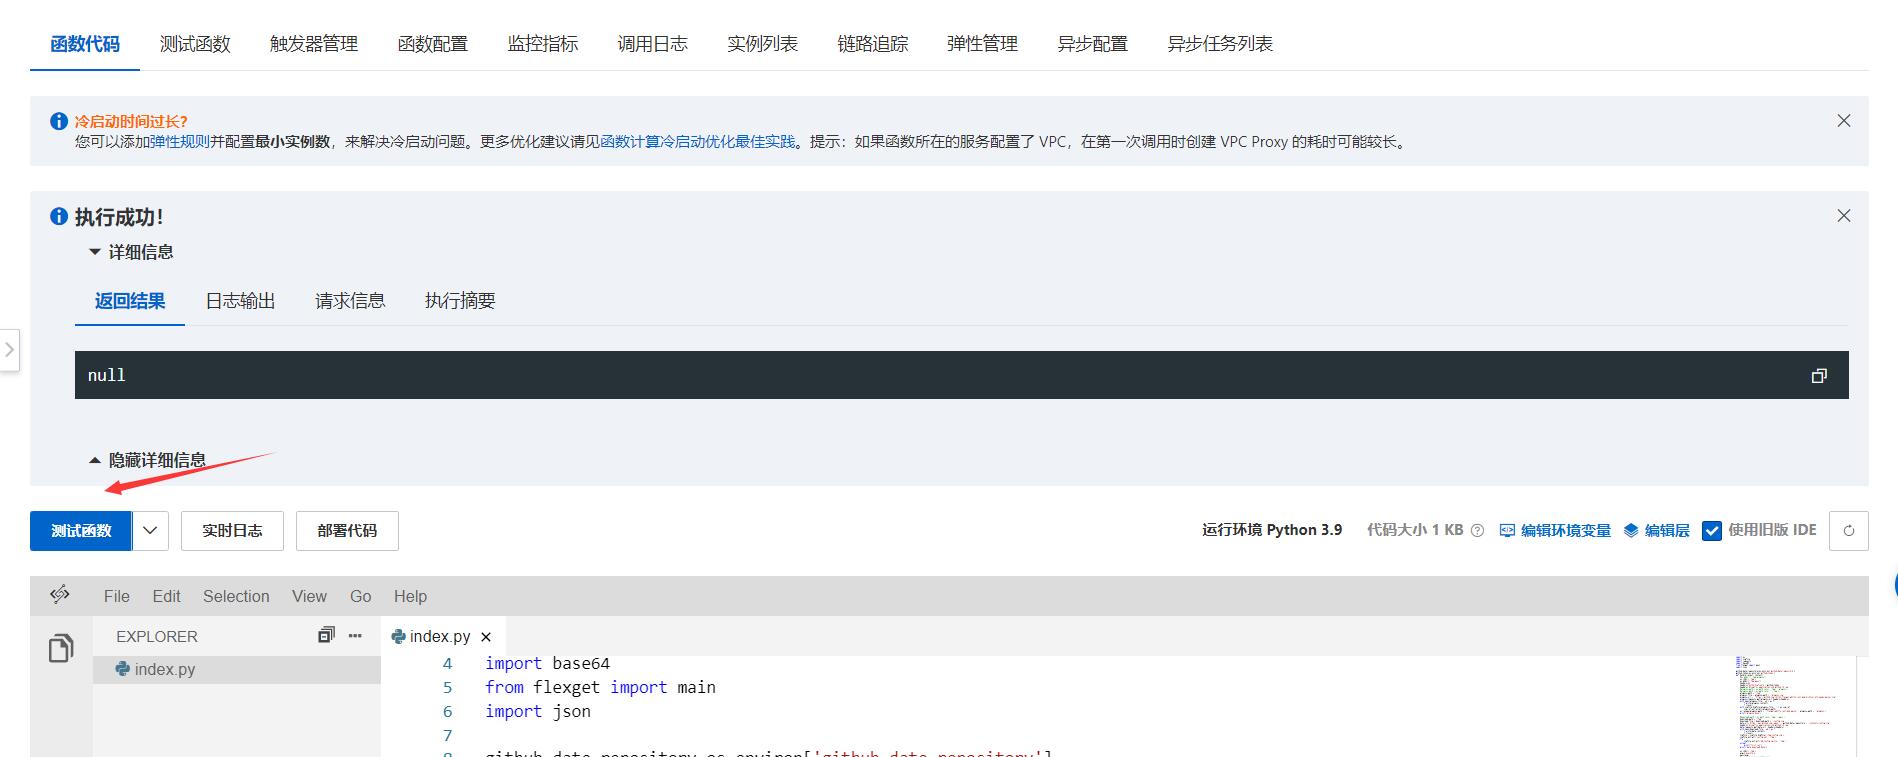 函数代码 测试函数 触发器管理 函数配置 监控指标 调用日志 实例列表 链路追踪 弹性管理 异步配置 异步任务列表
冷启动时间过长?
您可以添加弹性规则并配置最小实例数，来解决冷启动问题。更多优化建议请见函数计算冷启动优化最佳实践。提示：如果函数所在的服务配置了 VPC，在第一次调用时创建 VPC Proxy 的耗时可能较长。
执行成功！
详细信息
返回结果 日志输出 请求信息 执行摘要
null
隐藏详细信息
测试函数 实时日志 部署代码 运行环境 Python 3.9 代码大小 1 KB 编辑环境变量 编辑层 使用旧版 IDE
File Edit Selection View Go Help
EXPLORER index.py
index.py
4 import base64
5 from flexget import main
6 import json
7
8 github_data_repository=os.environ['github_data_repository']